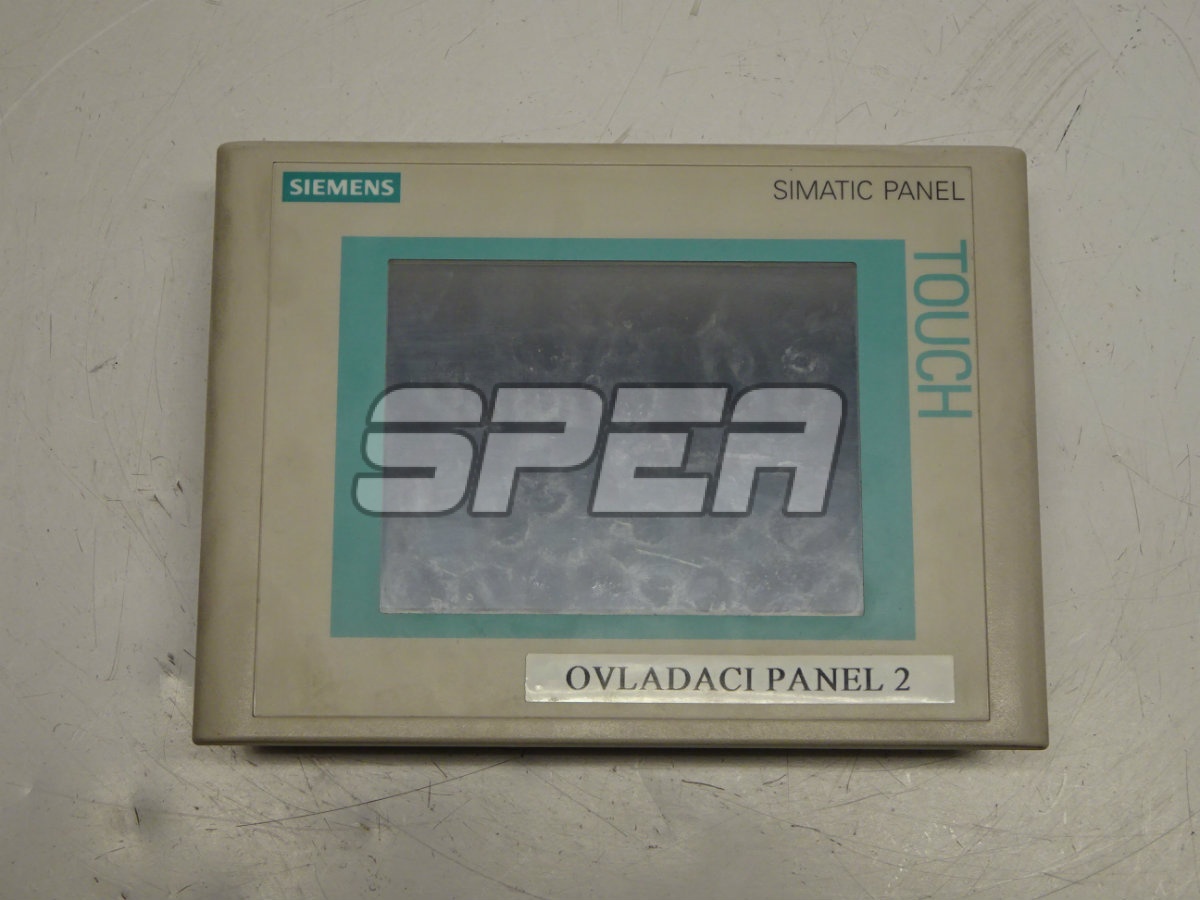 SIEMENS
SIMATIC PANEL
TOUCH
SPEA
OVLADACI PANEL 2